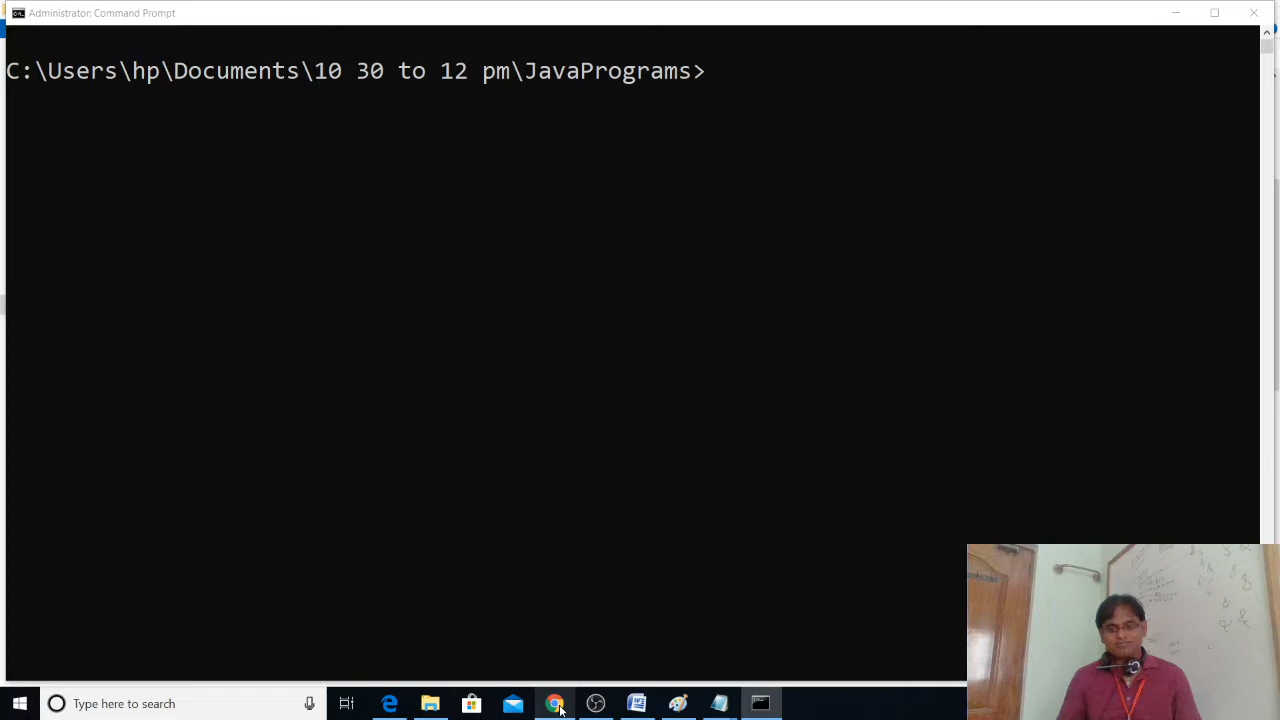 Administrator: Command Prompt
C:\Users\hp\Documents\10 30 to 12 pm\JavaPrograms>
Type here to search